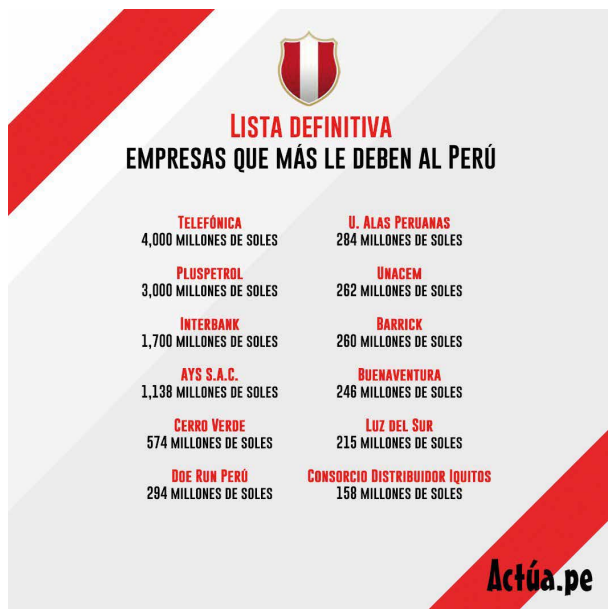 LISTA DEFINITIVA
EMPRESAS QUE MÁS LE DEBEN AL PERÚ
TELEFÓNICA
4,000 MILLONES DE SOLES
PLUSPETROL
3,000 MILLONES DE SOLES
INTERBANK
1,700 MILLONES DE SOLES
AYS S.A.C.
1,138 MILLONES DE SOLES
CERRO VERDE
574 MILLONES DE SOLES
DOE RUN PERÚ
294 MILLONES DE SOLES
U. ALAS PERUANAS
284 MILLONES DE SOLES
UNACEM
262 MILLONES DE SOLES
BARRICK
260 MILLONES DE SOLES
BUENAVENTURA
246 MILLONES DE SOLES
LUZ DEL SUR
215 MILLONES DE SOLES
CONSORCIO DISTRIBUIDOR IQUITOS
158 MILLONES DE SOLES
Actúa.pe